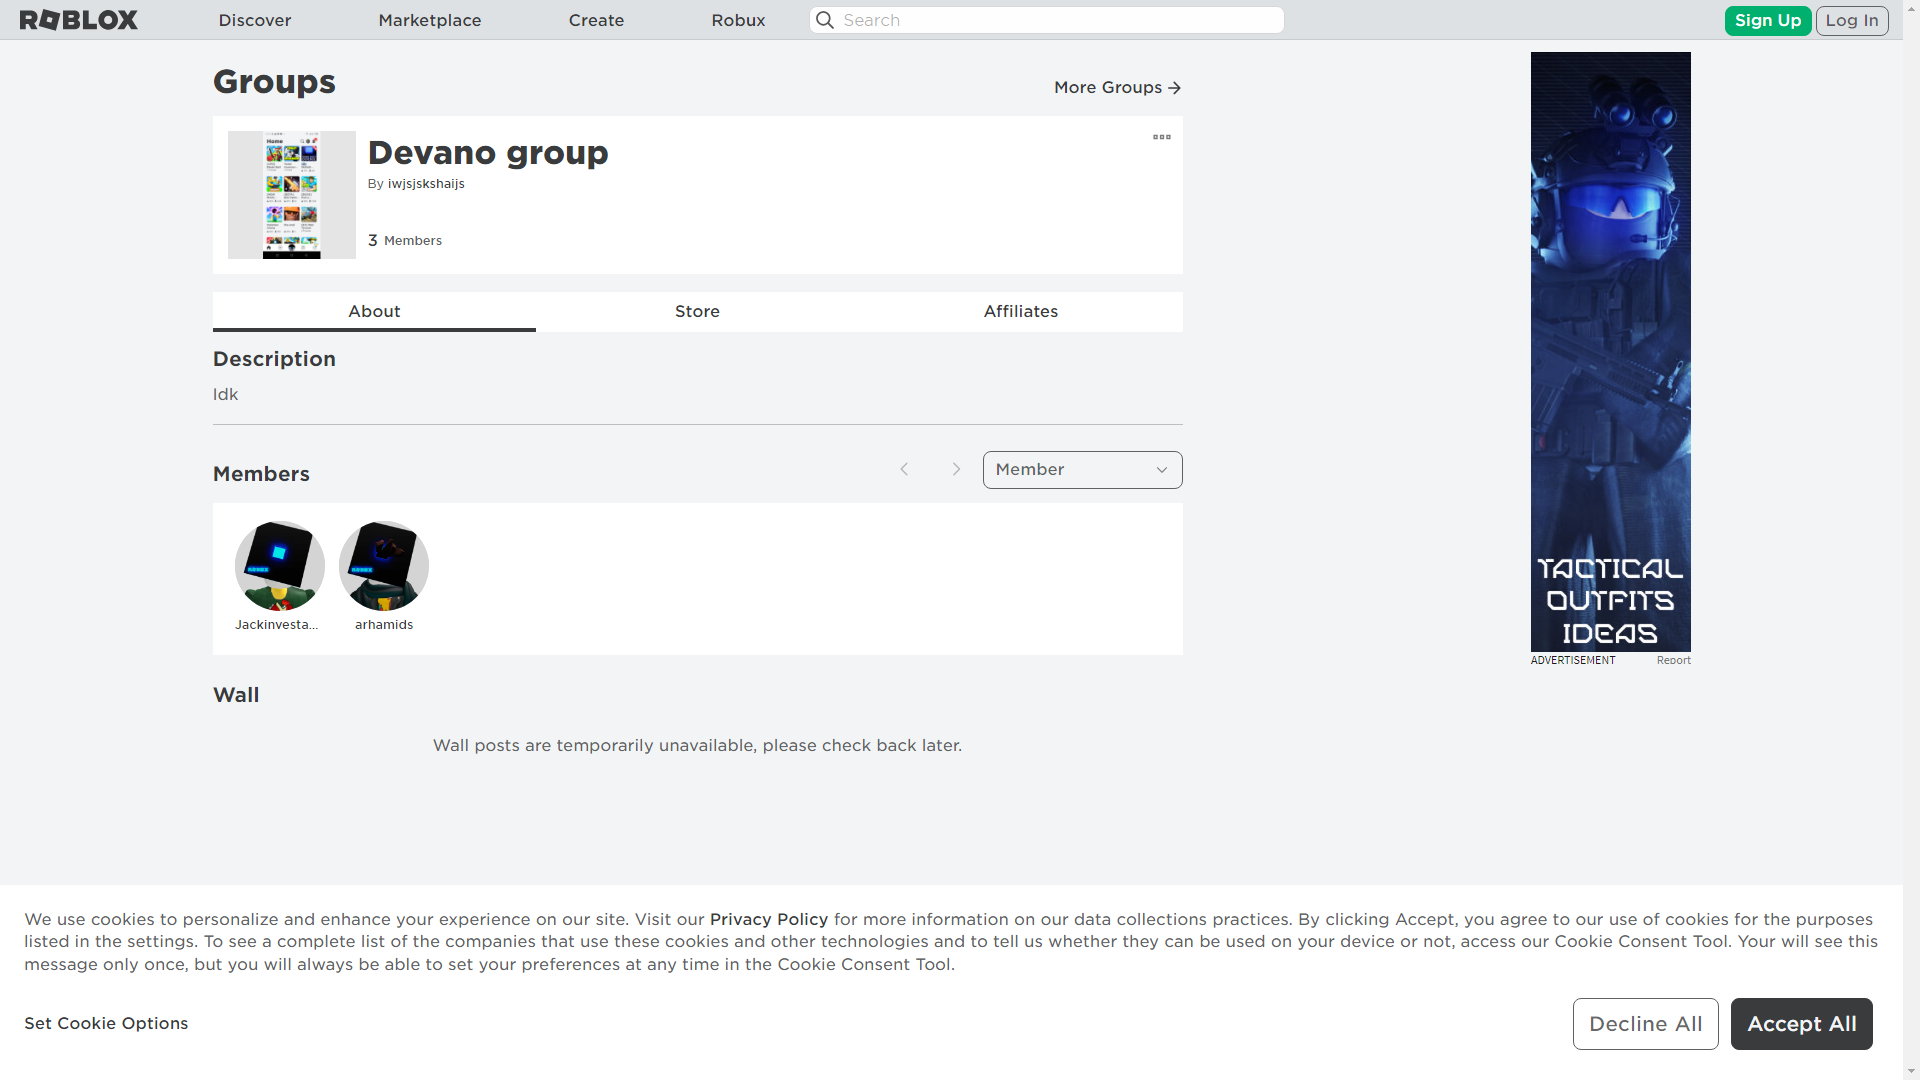 ROBLOX
Discover
Marketplace
Create
Robux
Search
Sign Up
Log In
Groups
More Groups
Home
Devano group
By iwjsjskshaijs
3 Members
About
Store
Affiliates
Description
Idk
Members
Member
Jackinvesta...
arhamids
Wall
Wall posts are temporarily unavailable, please check back later.
TACTICAL
OUTFITS
IDEAS
ADVERTISEMENT
Report
We use cookies to personalize and enhance your experience on our site. Visit our Privacy Policy for more information on our data collections practices. By clicking Accept, you agree to our use of cookies for the purposes
listed in the settings. To see a complete list of the companies that use these cookies and other technologies and to tell us whether they can be used on your device or not, access our Cookie Consent Tool. Your will see this
message only once, but you will always be able to set your preferences at any time in the Cookie Consent Tool.
Set Cookie Options
Decline All
Accept All